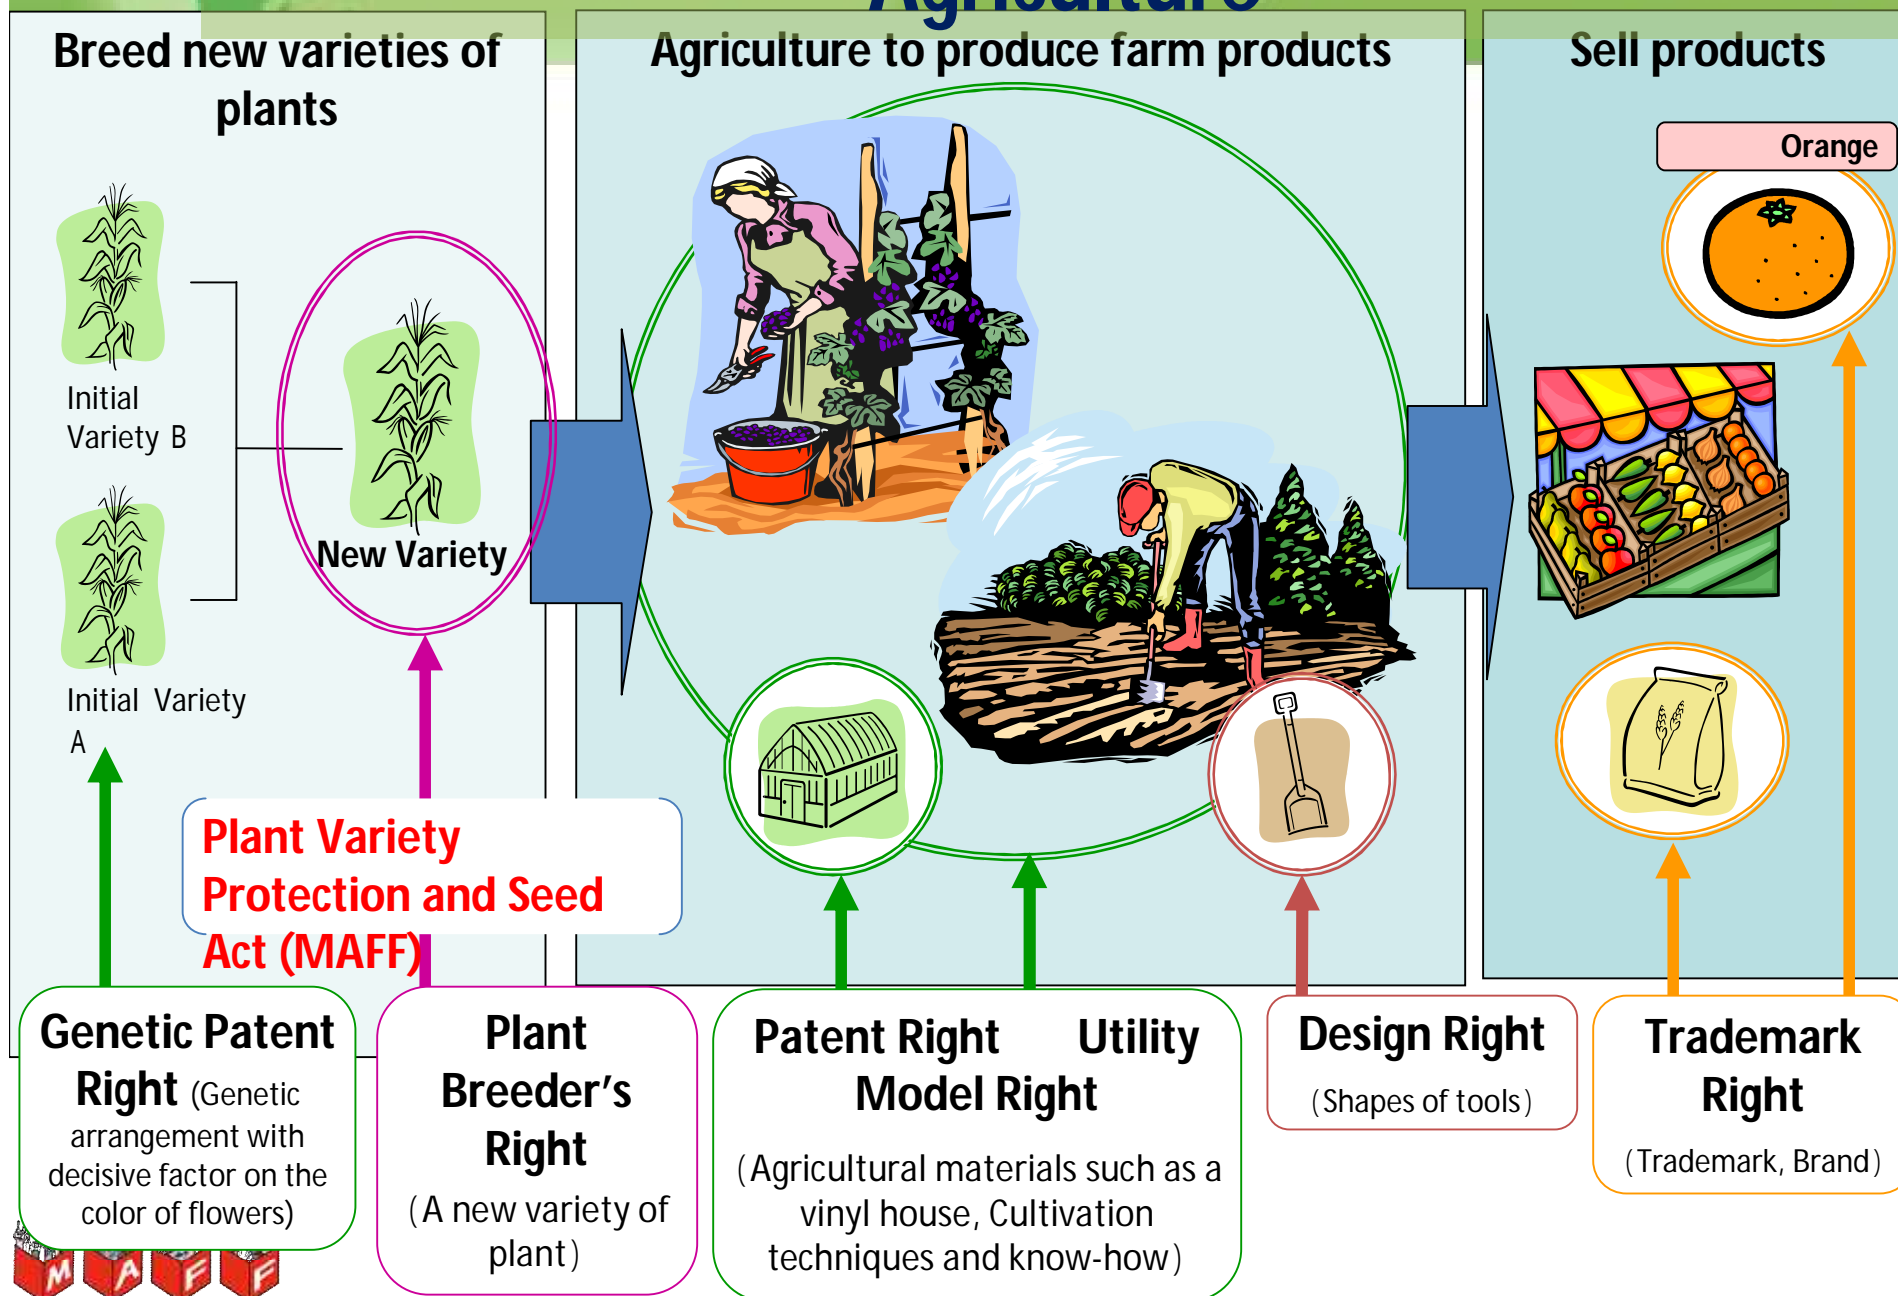 Agriculture
Breed new varieties of
plants
Agriculture to produce farm products
Sell products
Orange
Initial
Variety B
New Variety
Initial Variety
A
Plant Variety
Protection and Seed
Act (MAFF)
Genetic Patent
Right (Genetic
arrangement with
decisive factor on the
color of flowers)
Plant
Breeder's
Right
(A new variety of
plant)
Patent Right Utility
Model Right
(Agricultural materials such as a
vinyl house, Cultivation
techniques and know-how)
Design Right
(Shapes of tools)
Trademark
Right
(Trademark, Brand)
M A F F